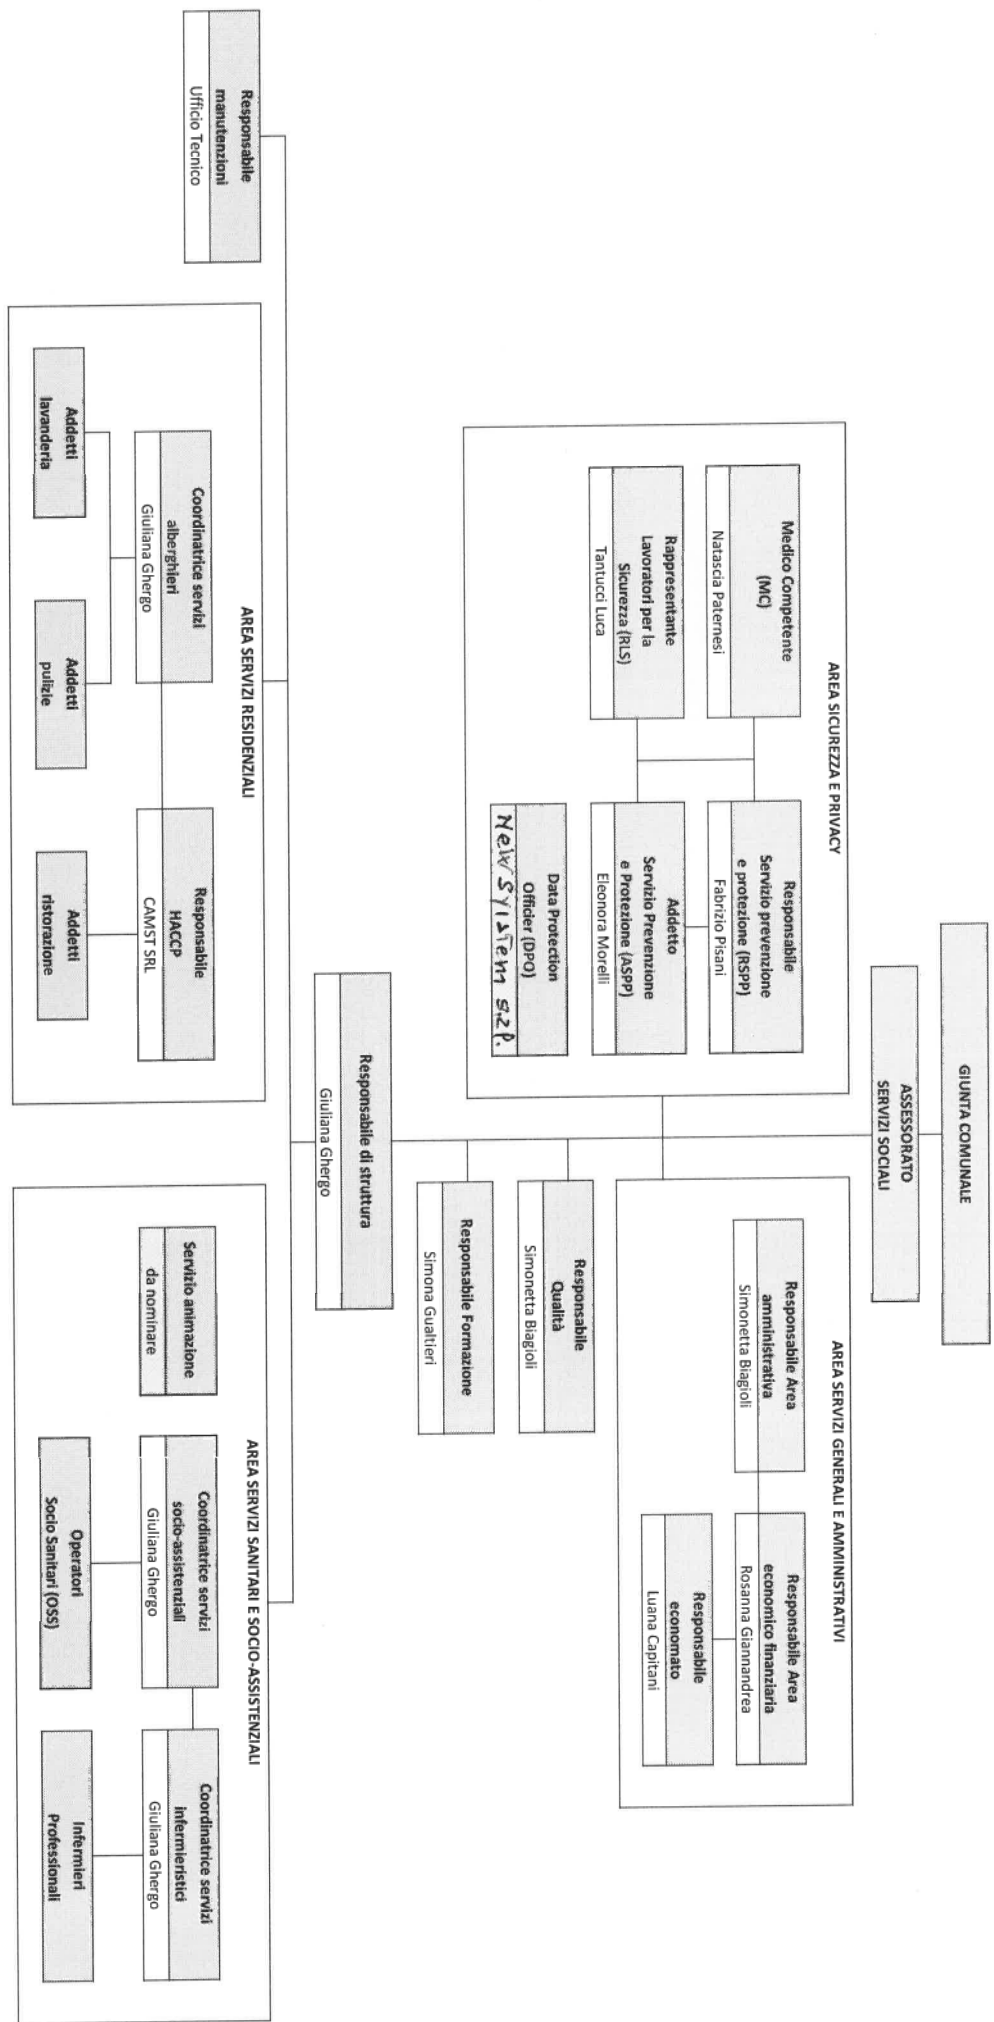 GIUNTA COMUNALE
ASSESSORATO
SERVIZI SOCIALI
AREA SICUREZZA E PRIVACY
Medico Competente
(MC)
Natascia Paternesi
Responsabile
Servizio prevenzione
e protezione (RSPP)
Fabrizio Pisani
Rappresentante
Lavoratori per la
Sicurezza (RLS)
Tantucci Luca
Addetto
Servizio Prevenzione
e Protezione (ASPP)
Eleonora Morelli
Data Protection
Officier (DPO)
New System
AREA SERVIZI GENERALI E AMMINISTRATIVI
Responsabile Area
amministrativa
Simonetta Biagioli
Responsabile Area
economico finanziaria
Rosanna Giannandrea
Responsabile
economato
Luana Capitani
Responsabile
Qualità
Simonetta Biagioli
Responsabile Formazione
Simona Gualtieri
Responsabile di struttura
Giuliana Ghergo
Responsabile
manutenzioni
Ufficio Tecnico
AREA SERVIZI RESIDENZIALI
Coordinatrice servizi
alberghieri
Giuliana Ghergo
Responsabile
HACCP
CAMST SRL
Addetti
lavanderia
Addetti
pulizie
Addetti
ristorazione
AREA SERVIZI SANITARI E SOCIO-ASSISTENZIALI
Servizio animazione
da nominare
Coordinatrice servizi
socio-assistenziali
Giuliana Ghergo
Coordinatrice servizi
infermieristici
Giuliana Ghergo
Operatori
Socio Sanitari (OSS)
Infermieri
Professionali